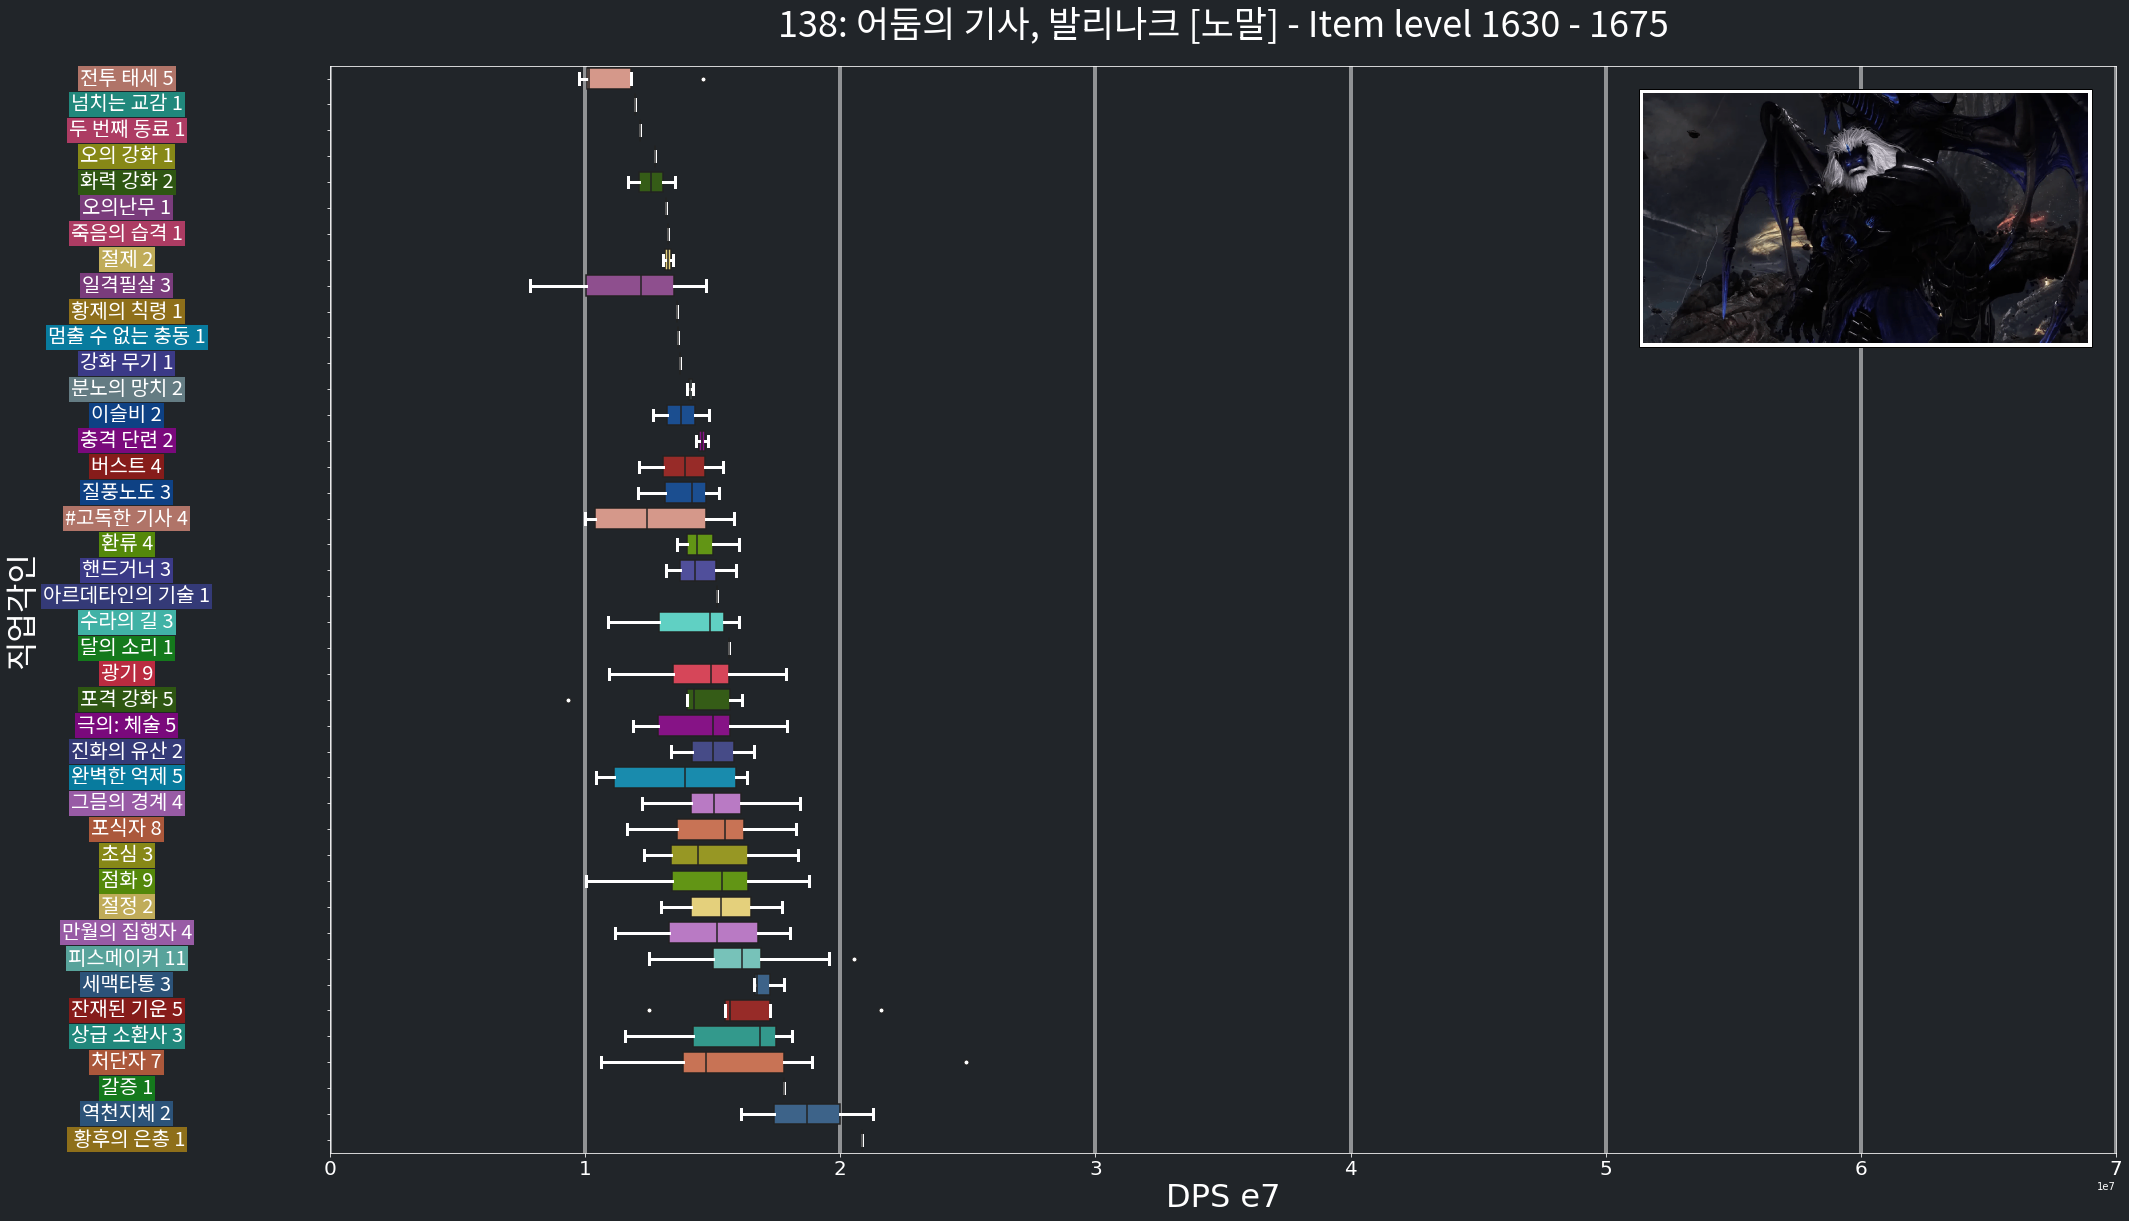 138: 어둠의 기사, 발리나크 [노말] - Item level 1630 - 1675
전투 태세 5
넘치는 교감 1
두 번째 동료 1
오의 강화 1
화력 강화 2
오의난무 1
죽음의 습격 1
절제 2
일격필살 3
황제의 칙령 1
멈출 수 없는 충동 1
강화 무기 1
분노의 망치 2
이슬비 2
충격 단련 2
버스트 4
질풍노도 3
#고독한 기사 4
환류 4
핸드거너 3
아르데타인의 기술 1
수라의 길 3
달의 소리 1
광기 9
포격 강화 5
극의: 체술 5
진화의 유산 2
완벽한 억제 5
그믐의 경계 4
포식자 8
초심 3
점화 9
절정 2
만월의 집행자 4
피스메이커 11
세맥타통 3
잔재된 기운 5
상급 소환사 3
처단자 7
갈증 1
역천지체 2
황후의 은총 1
직업각인
0 1 2 3 4 5 6 7
1e7
DPS e7